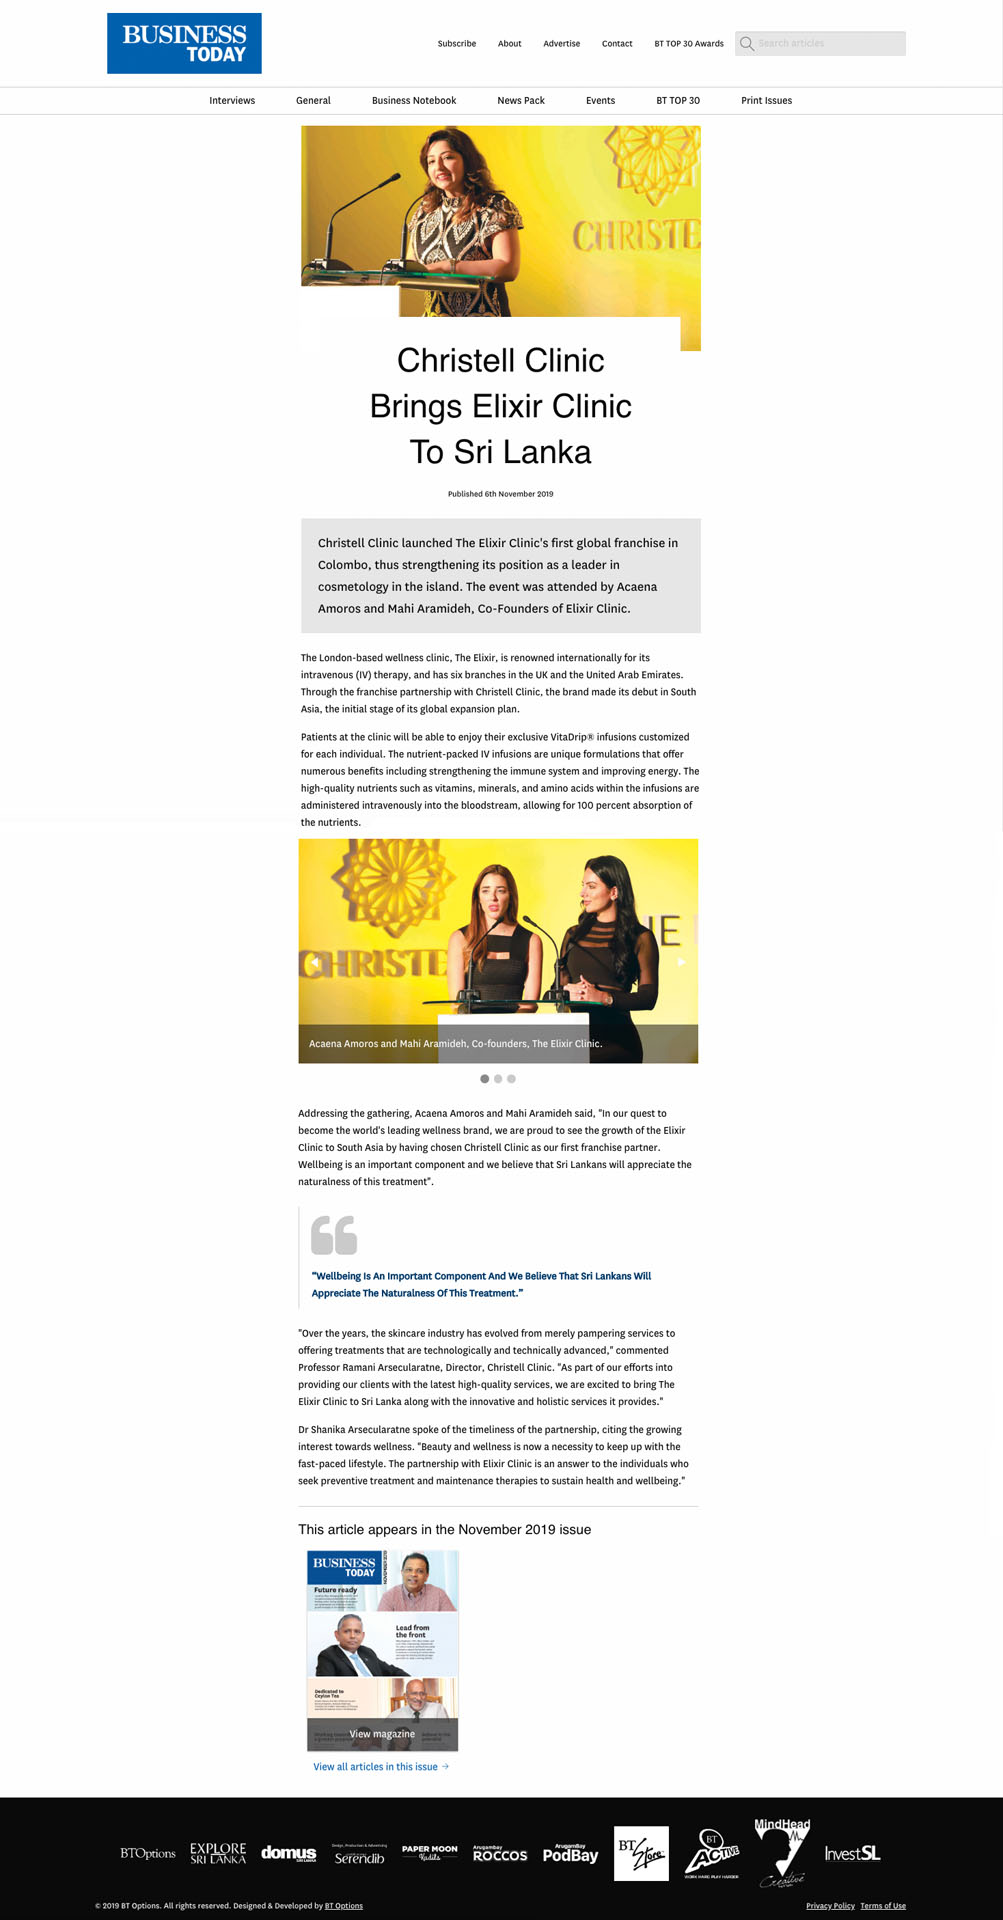 BUSINESS
TODAY
Subscribe About Advertise Contact BT TOP 30 Awards Search articles
Interviews General Business Notebook News Pack Events BT TOP 30 Print Issues
CHRISTE
Christell Clinic
Brings Elixir Clinic
To Sri Lanka
Published 6th November 2019
Christell Clinic launched The Elixir Clinic's first global franchise in
Colombo, thus strengthening its position as a leader in
cosmetology in the island. The event was attended by Acaena
Amoros and Mahi Aramideh, Co-Founders of Elixir Clinic.
The London-based wellness clinic, The Elixir, is renowned internationally for its
intravenous (IV) therapy, and has six branches in the UK and the United Arab Emirates.
Through the franchise partnership with Christell Clinic, the brand made its debut in South
Asia, the initial stage of its global expansion plan.
Patients at the clinic will be able to enjoy their exclusive VitaDrip® infusions customized
for each individual. The nutrient-packed IV infusions are unique formulations that offer
numerous benefits including strengthening the immune system and improving energy. The
high-quality nutrients such as vitamins, minerals, and amino acids within the infusions are
administered intravenously into the bloodstream, allowing for 100 percent absorption of
the nutrients.
CHRISTE
HE E
Acaena Amoros and Mahi Aramideh, Co-founders, The Elixir Clinic.
Addressing the gathering, Acaena Amoros and Mahi Aramideh said, "In our quest to
become the world's leading wellness brand, we are proud to see the growth of the Elixir
Clinic to South Asia by having chosen Christell Clinic as our first franchise partner.
Wellbeing is an important component and we believe that Sri Lankans will appreciate the
naturalness of this treatment".
“Wellbeing Is An Important Component And We Believe That Sri Lankans Will
Appreciate The Naturalness Of This Treatment.”
"Over the years, the skincare industry has evolved from merely pampering services to
offering treatments that are technologically and technically advanced," commented
Professor Ramani Arsecularatne, Director, Christell Clinic. "As part of our efforts into
providing our clients with the latest high-quality services, we are excited to bring The
Elixir Clinic to Sri Lanka along with the innovative and holistic services it provides."
Dr Shanika Arsecularatne spoke of the timeliness of the partnership, citing the growing
interest towards wellness. "Beauty and wellness is now a necessity to keep up with the
fast-paced lifestyle. The partnership with Elixir Clinic is an answer to the individuals who
seek preventive treatment and maintenance therapies to sustain health and wellbeing."
This article appears in the November 2019 issue
BUSINESS
TODAY
NOVEMBER 2019
Future ready
Lead from
the front
Dedicated to
Ceylon Tea
View magazine
View all articles in this issue →
BTOptions
EXPLORE
SRI LANKA
domus
SRI LANKA
Design, Production & Advertising
Serendib
PAPER MOON
Kudils
Arugambay
ROCCOS
ArugamBay
PodBay
BT Store
BT ACTIVE
WORK HARD PLAY HARDER
MindHead
Creative
InvestSL
© 2019 BT Options. All rights reserved. Designed & Developed by BT Options
Privacy Policy Terms of Use